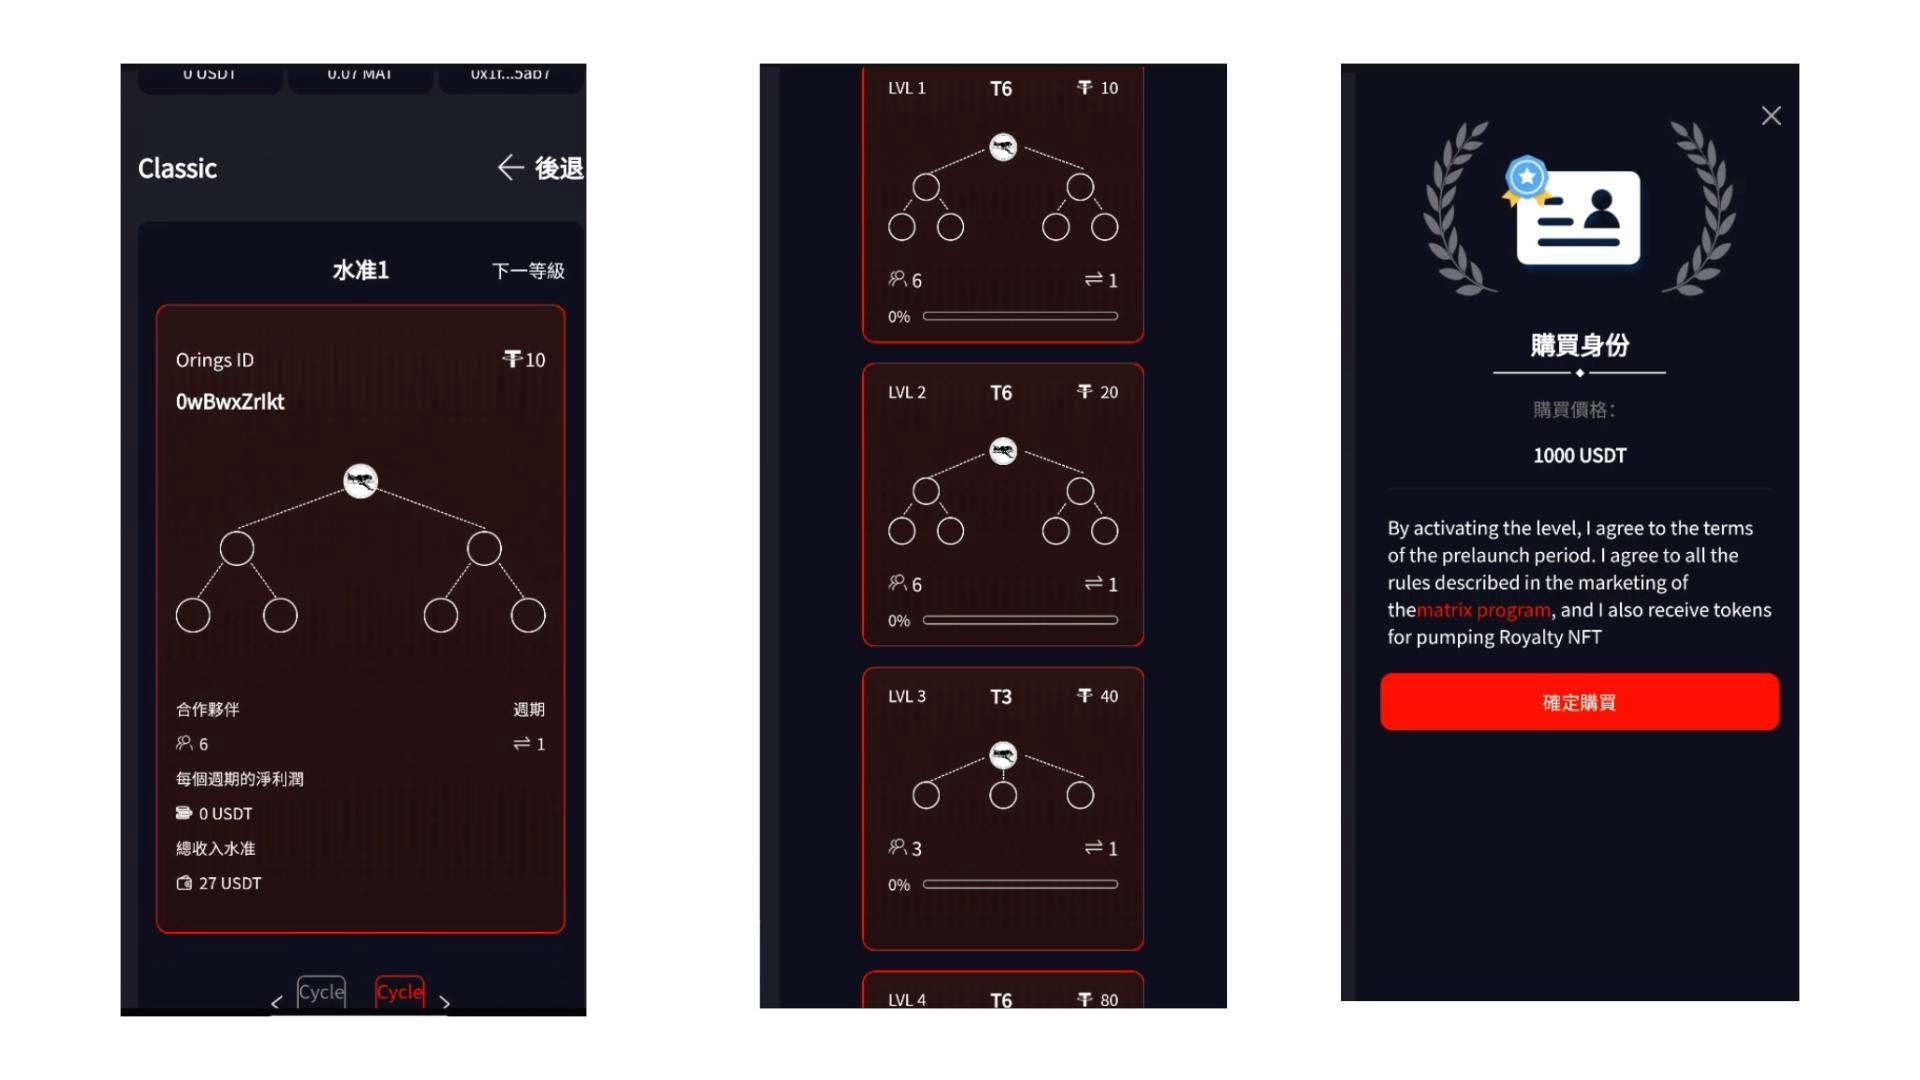 0 USDT 0.07 MAT 0x1f...5ab7
Classic ← 後退
水准1 下一等級
Orings ID 10
0wBwxZrIkt
合作夥伴 週期
6 1
每個週期的淨利潤
0 USDT
總收入水准
27 USDT
< Cycle Cycle >
LVL 1 T6 10
6 1
0%
LVL 2 T6 20
6 1
0%
LVL 3 T3 40
3 1
0%
LVL 4 T6 80
購買身份
購買價格:
1000 USDT
By activating the level, I agree to the terms
of the prelaunch period. I agree to all the
rules described in the marketing of
thematrix program, and I also receive tokens
for pumping Royalty NFT
確定購買